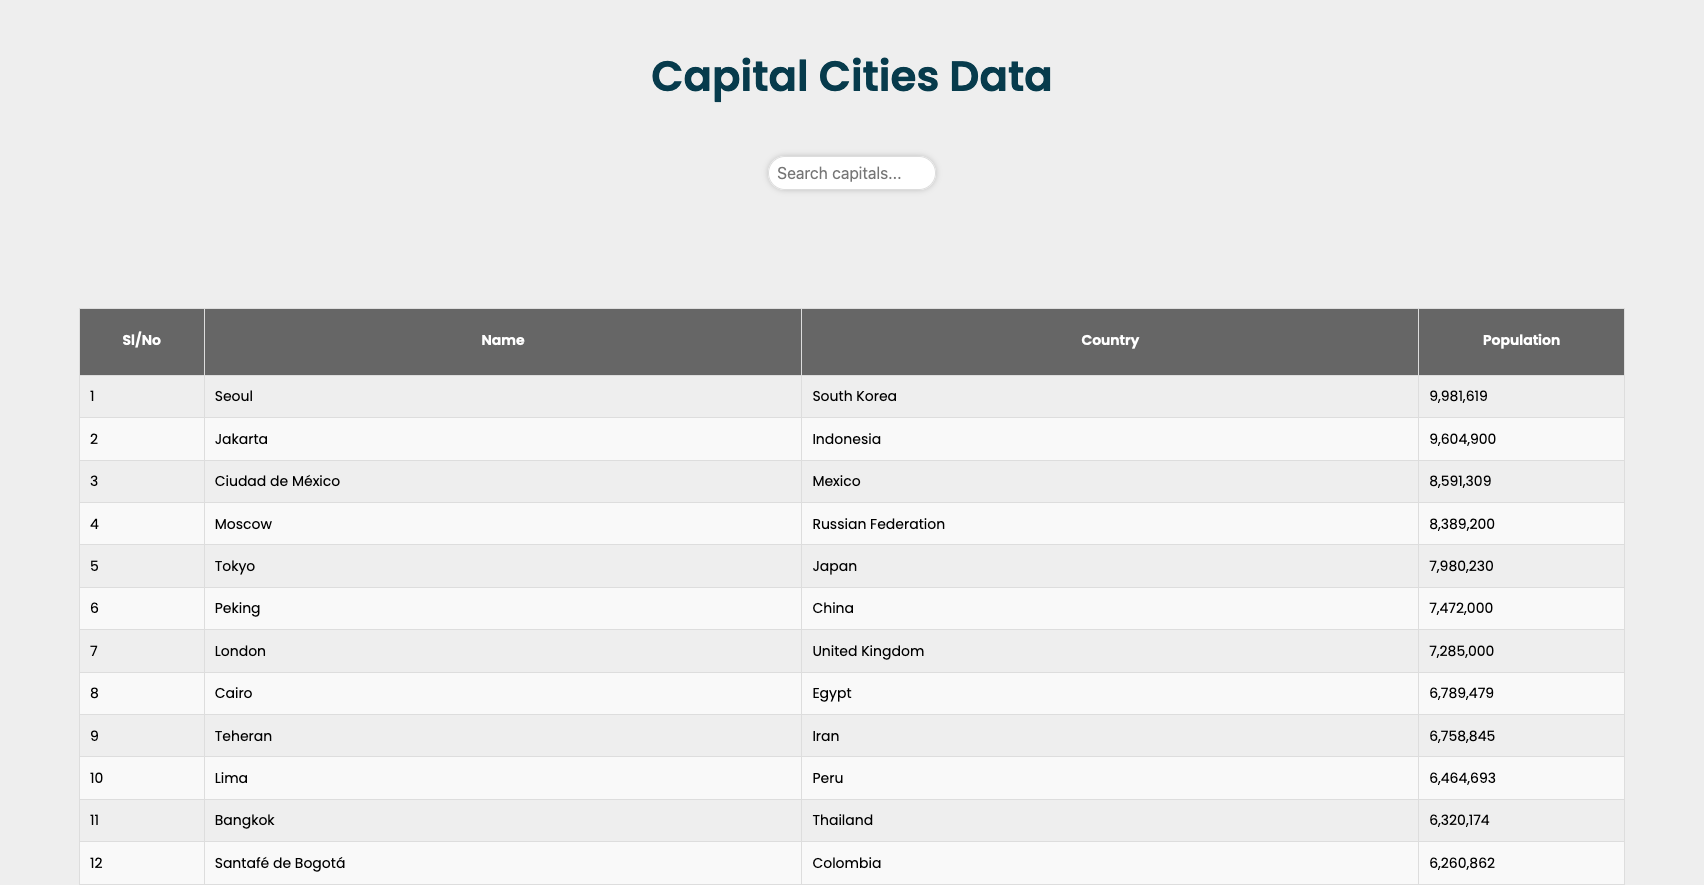 Capital Cities Data
Search capitals...
Sl/No Name Country Population
1 Seoul South Korea 9,981,619
2 Jakarta Indonesia 9,604,900
3 Ciudad de México Mexico 8,591,309
4 Moscow Russian Federation 8,389,200
5 Tokyo Japan 7,980,230
6 Peking China 7,472,000
7 London United Kingdom 7,285,000
8 Cairo Egypt 6,789,479
9 Teheran Iran 6,758,845
10 Lima Peru 6,464,693
11 Bangkok Thailand 6,320,174
12 Santafé de Bogotá Colombia 6,260,862